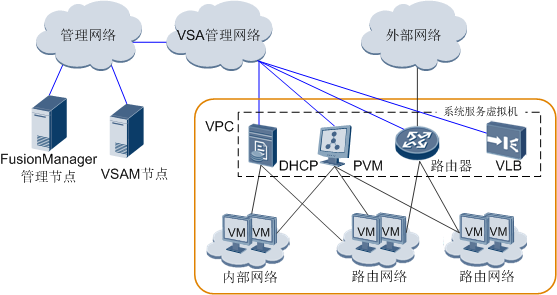 管理网络
VSA管理网络
外部网络
系统服务虚拟机
VPC
DHCP
PVM
路由器
VLB
FusionManager
管理节点
VSAM节点
VM VM
VM VM
VM VM
内部网络
路由网络
路由网络